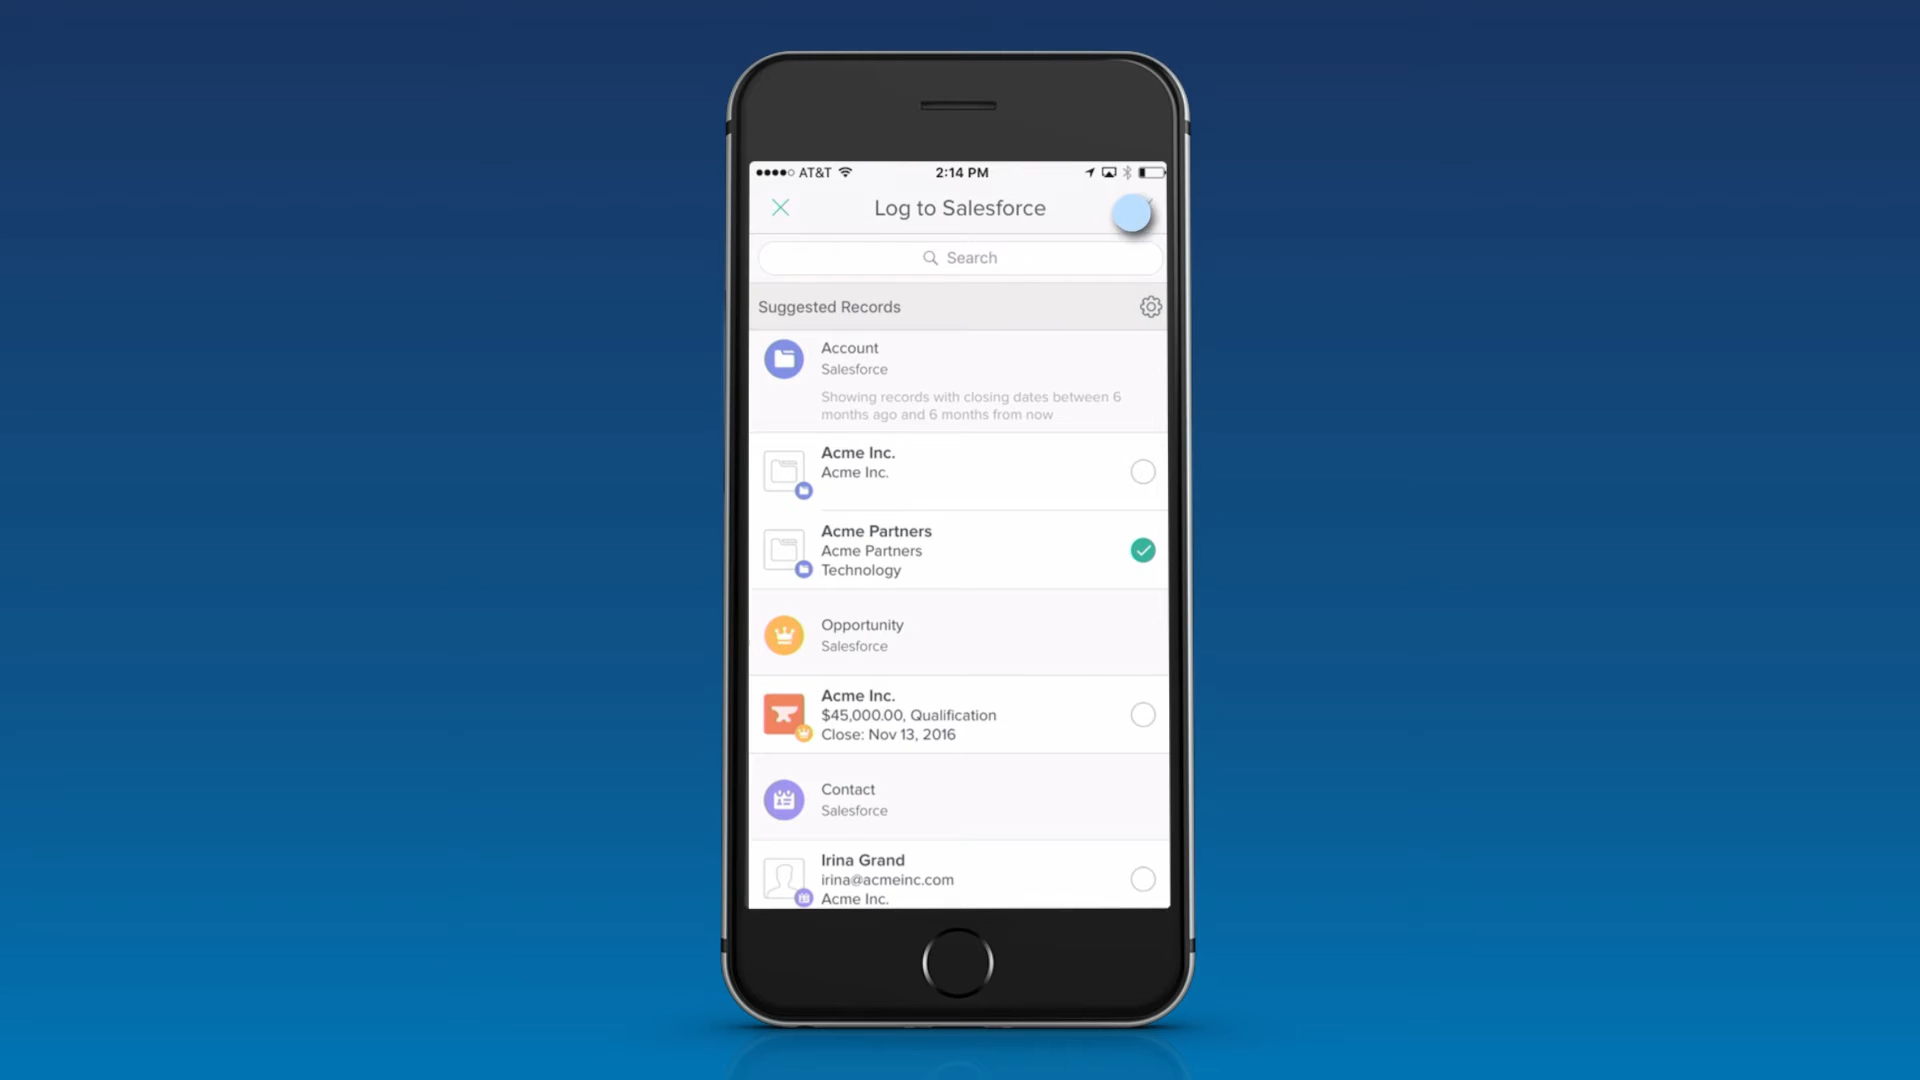 AT&T
2:14 PM
Log to Salesforce
Search
Suggested Records
Account
Salesforce
Showing records with closing dates between 6
months ago and 6 months from now
Acme Inc.
Acme Inc.
Acme Partners
Acme Partners
Technology
Opportunity
Salesforce
Acme Inc.
$45,000.00, Qualification
Close: Nov 13, 2016
Contact
Salesforce
Irina Grand
irina@acmeinc.com
Acme Inc.